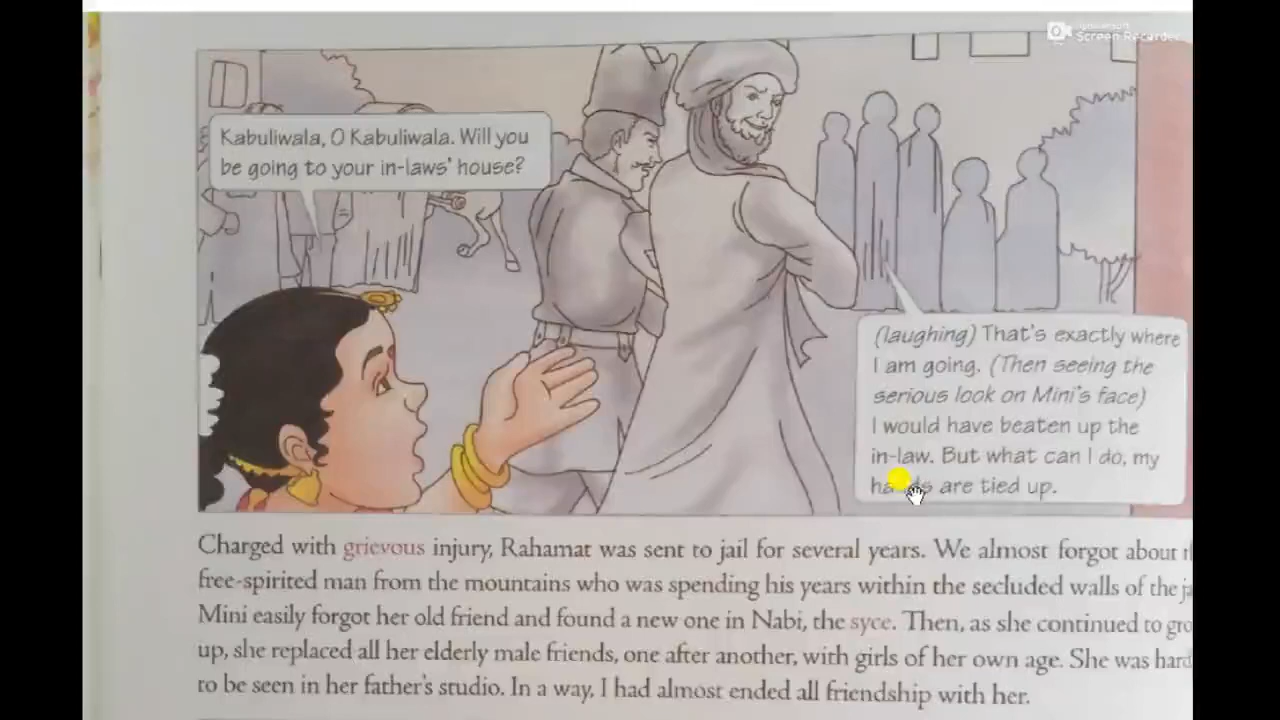 Screen Recorder
Kabuliwala, O Kabuliwala. Will you
be going to your in-laws' house?
(laughing) That's exactly where
I am going. (Then seeing the
serious look on Mini's face)
I would have beaten up the
in-law. But what can I do, my
hands are tied up.
Charged with grievous injury, Rahamat was sent to jail for several years. We almost forgot about
free-spirited man from the mountains who was spending his years within the secluded walls of the
Mini easily forgot her old friend and found a new one in Nabi, the syce. Then, as she continued to
up, she replaced all her elderly male friends, one after another, with girls of her own age. She was
to be seen in her father's studio. In a way, I had almost ended all friendship with her.